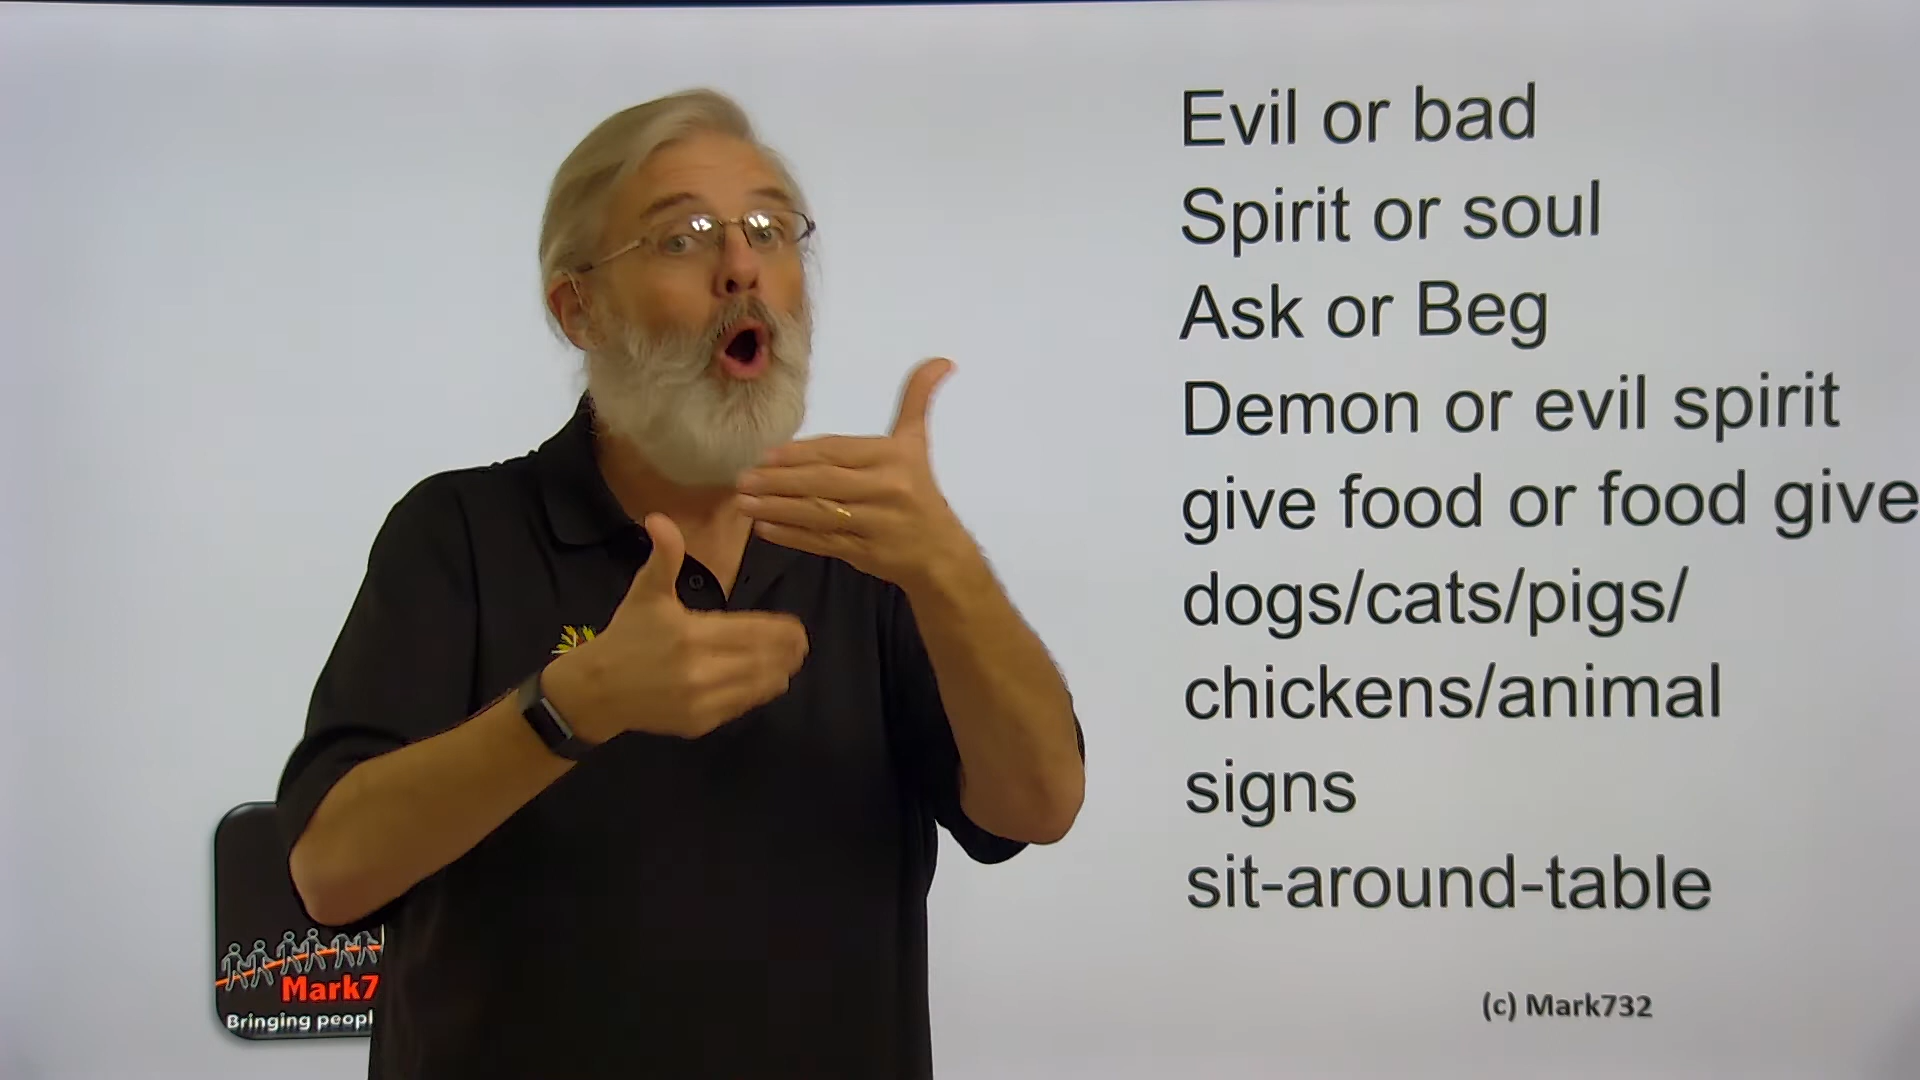 Evil or bad
Spirit or soul
Ask or Beg
Demon or evil spirit
give food or food give
dogs/cats/pigs/
chickens/animal
signs
sit-around-table
(c) Mark732
Mark7
Bringing peopl